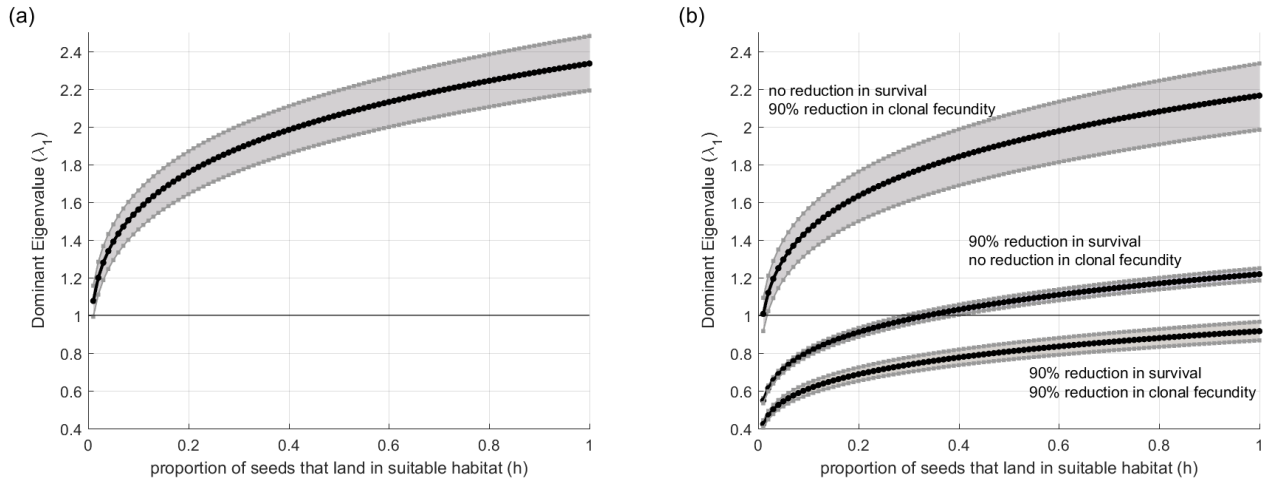 (a)
2.4
2.2
2
1.8
1.6
1.4
1.2
1
0.8
0.6
0.4
0
0.2
0.4
0.6
0.8
1
Dominant Eigenvalue (λ1)
proportion of seeds that land in suitable habitat (h)
(b)
2.4
2.2
2
1.8
1.6
1.4
1.2
1
0.8
0.6
0.4
0
0.2
0.4
0.6
0.8
1
Dominant Eigenvalue (λ1)
proportion of seeds that land in suitable habitat (h)
no reduction in survival
90% reduction in clonal fecundity
90% reduction in survival
no reduction in clonal fecundity
90% reduction in survival
90% reduction in clonal fecundity